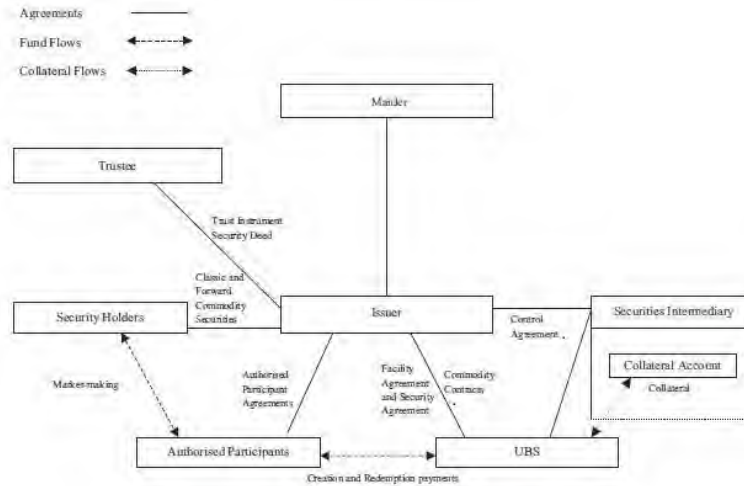 Agreements
Fund Flows
Collateral Flows
Trustee
Trust Instrument
Security Deed
Classic and
Forward
Commodity
Securities
Security Holders
Issuer
Control
Agreement
Securities Intermediary
Collateral Account
Collateral
Market-making
Authorised
Participant
Agreements
Facility
Agreement
and Security
Agreement
Commodity
Contracts
Authorised Participants
UBS
Creation and Redemption payments